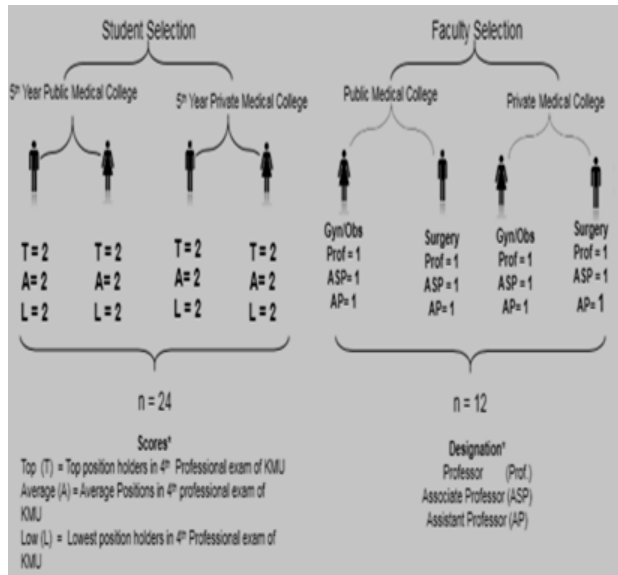 Student Selection
Faculty Selection
5th Year Public Medical College
5th Year Private Medical College
Public Medical College
Private Medical College
T= 2
A= 2
L = 2
T= 2
A= 2
L = 2
T= 2
A= 2
L = 2
T= 2
A= 2
L = 2
Gyn/Obs
Prof = 1
ASP = 1
AP= 1
Surgery
Prof = 1
ASP = 1
AP= 1
Gyn/Obs
Prof = 1
ASP = 1
AP= 1
Surgery
Prof = 1
ASP = 1
AP= 1
n = 24
n = 12
Scores*
Top (T) = Top position holders in 4th Professional exam of KMU
Average (A) = Average Positions in 4th professional exam of
KMU
Low (L) = Lowest position holders in 4th Professional exam of
KMU
Designation*
Professor (Prof.)
Associate Professor (ASP)
Assistant Professor (AP)